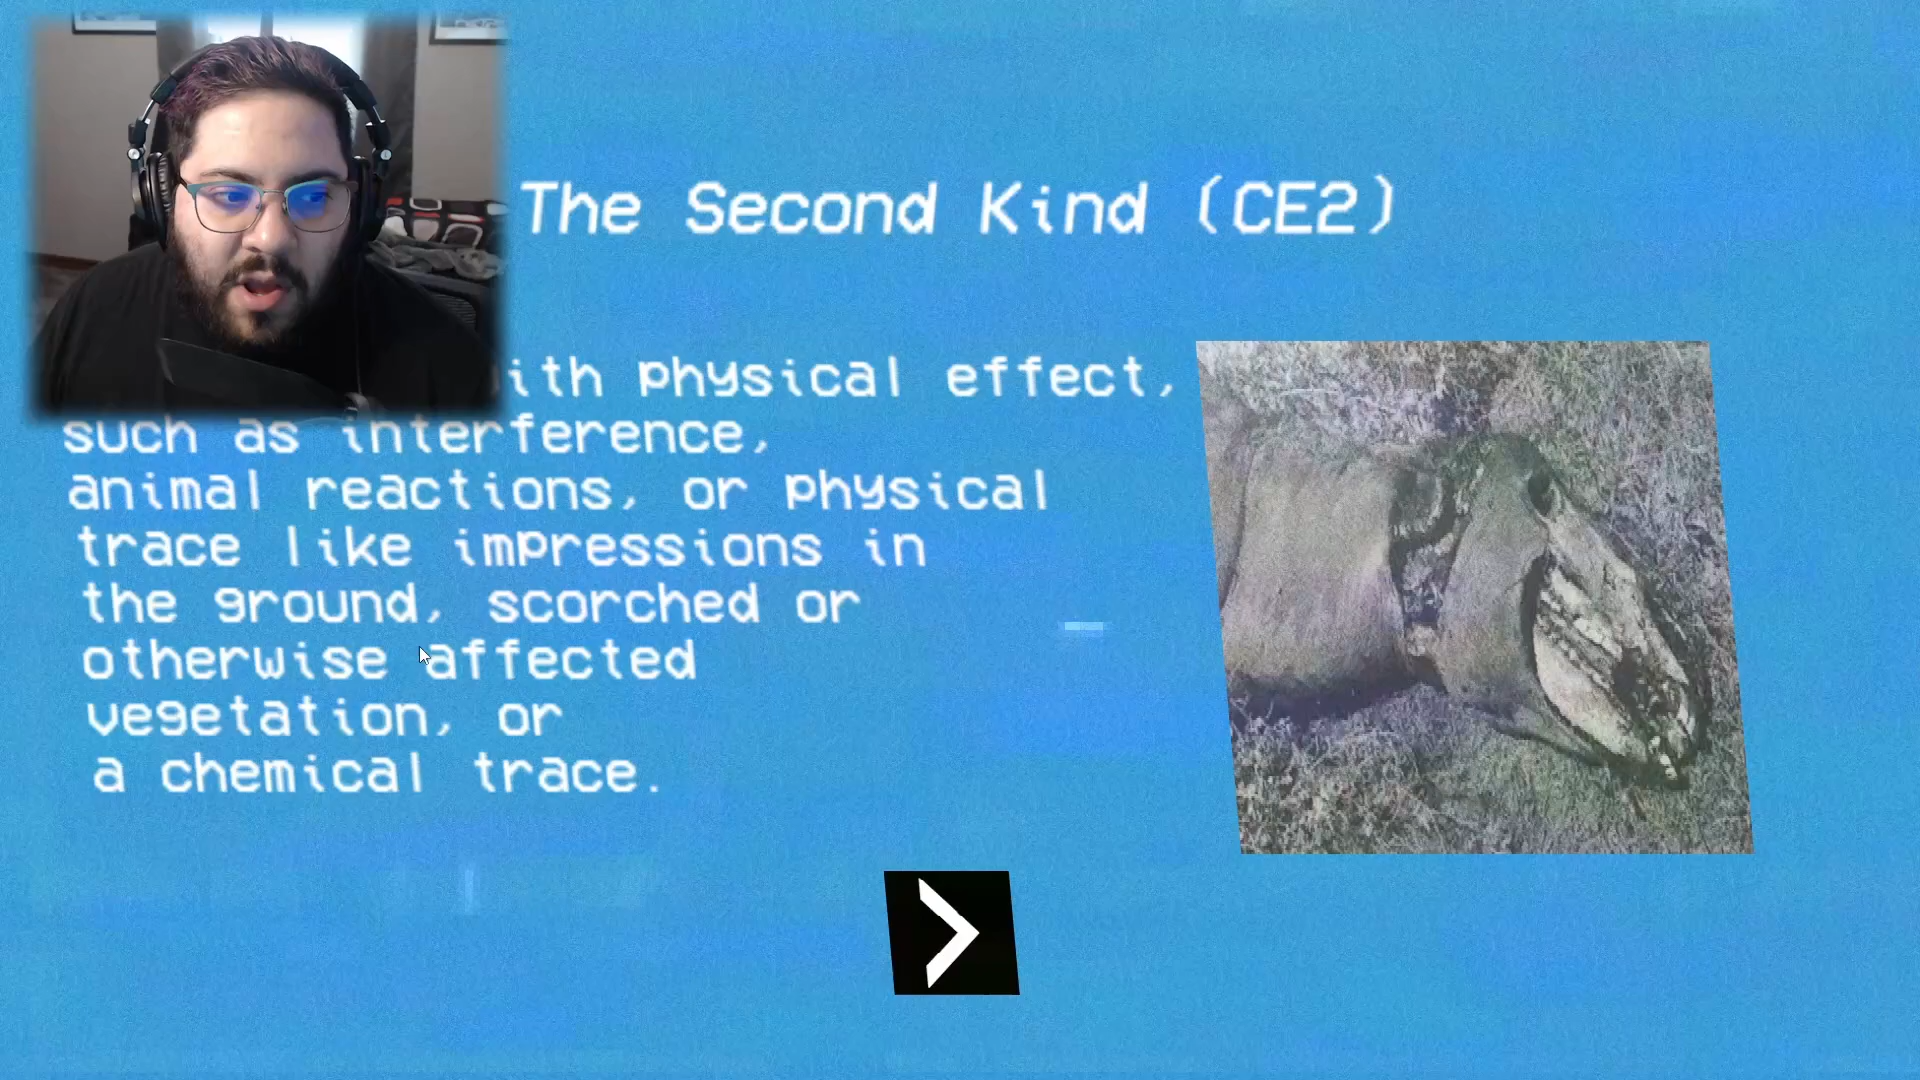 The Second Kind (CE2)
ith physical effect,
such as interference,
animal reactions, or physical
trace like impressions in
the ground, scorched or
otherwise affected
vegetation, or
a chemical trace.